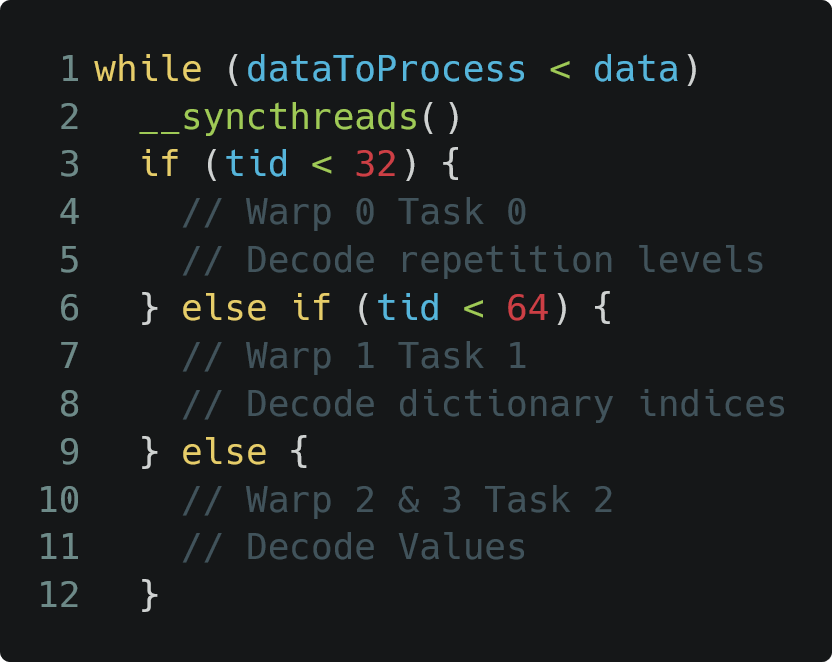 1 while (dataToProcess < data)
2   __syncthreads()
3   if (tid < 32) {
4     // Warp 0 Task 0
5     // Decode repetition levels
6   } else if (tid < 64) {
7     // Warp 1 Task 1
8     // Decode dictionary indices
9   } else {
10     // Warp 2 & 3 Task 2
11     // Decode Values
12   }